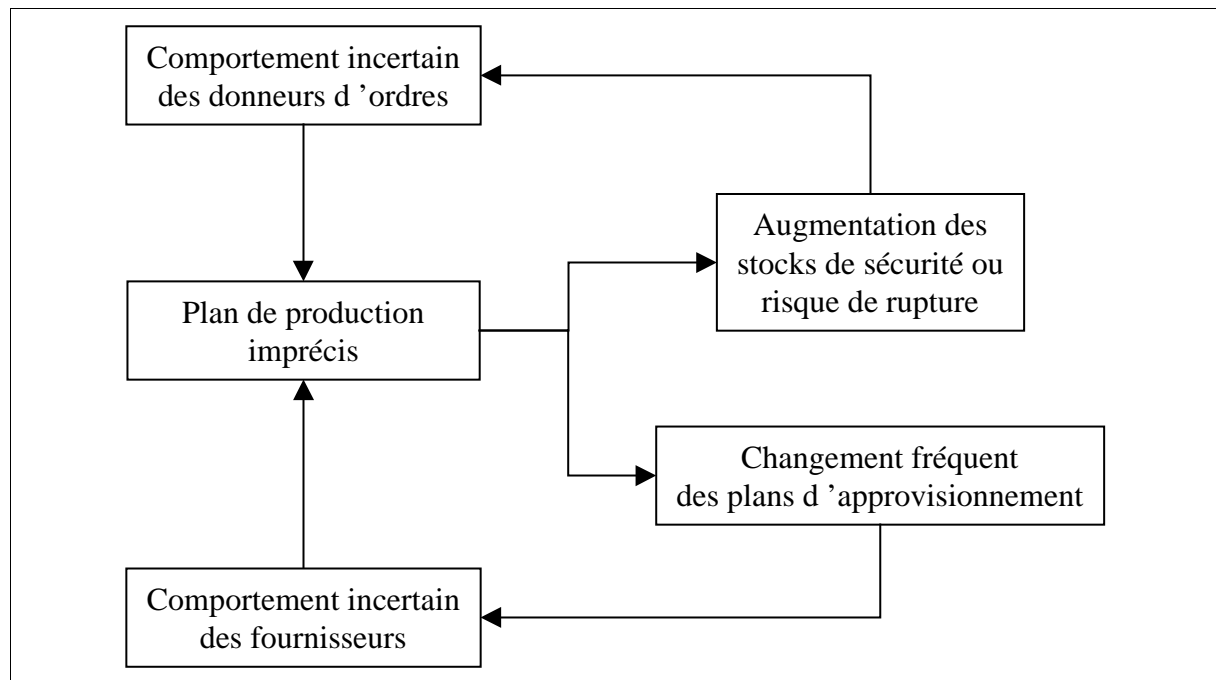 Comportement incertain
des donneurs d ’ordres
Augmentation des
stocks de sécurité ou
risque de rupture
Plan de production
imprécis
Changement fréquent
des plans d ’approvisionnement
Comportement incertain
des fournisseurs